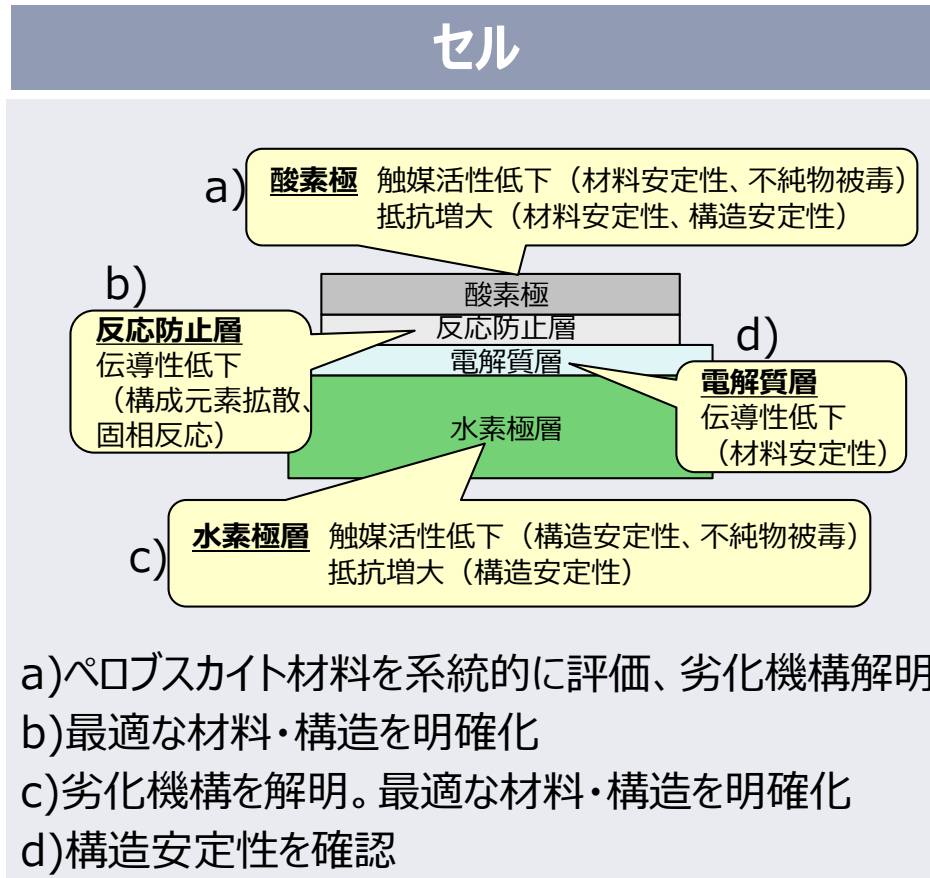 セル
a)
酸素極 触媒活性低下（材料安定性、不純物被毒）
抵抗増大（材料安定性、構造安定性）
b)
反応防止層
伝導性低下
（構成元素拡散、
固相反応）
酸素極
反応防止層
電解質層
水素極層
d)
電解質層
伝導性低下
（材料安定性）
c)
水素極層 触媒活性低下（構造安定性、不純物被毒）
抵抗増大（構造安定性）
a)ペロブスカイト材料を系統的に評価、劣化機構解明
b)最適な材料・構造を明確化
c)劣化機構を解明。最適な材料・構造を明確化
d)構造安定性を確認